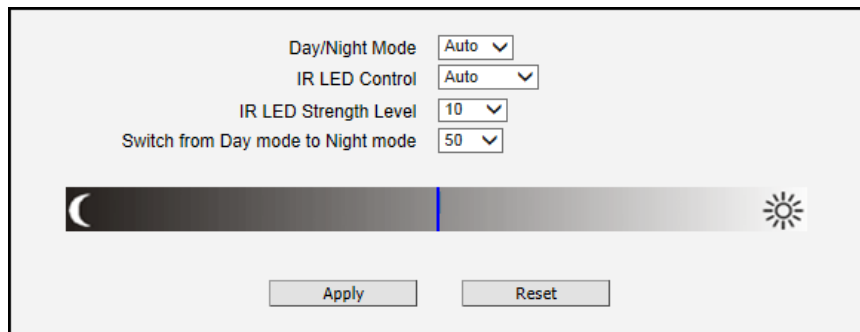 Day/Night Mode Auto
IR LED Control Auto
IR LED Strength Level 10
Switch from Day mode to Night mode 50
Apply Reset